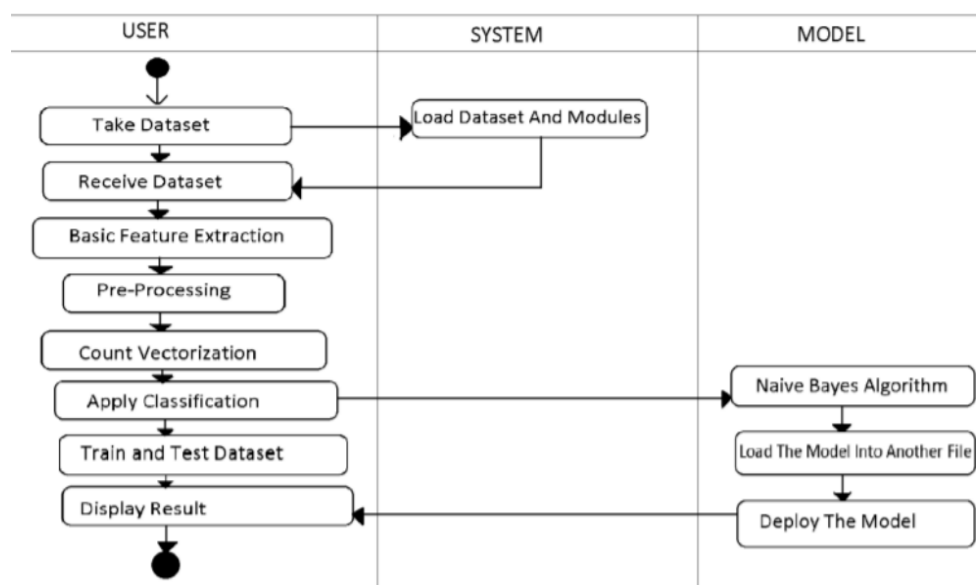 USER
SYSTEM
MODEL
Take Dataset
Load Dataset And Modules
Receive Dataset
Basic Feature Extraction
Pre-Processing
Count Vectorization
Apply Classification
Naive Bayes Algorithm
Train and Test Dataset
Load The Model Into Another File
Display Result
Deploy The Model